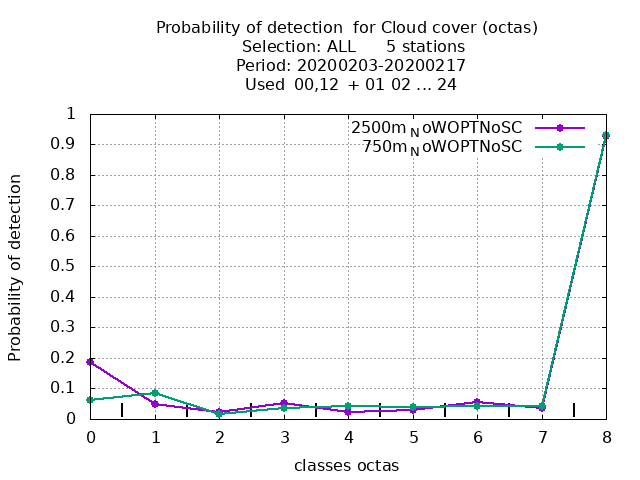 Probability of detection  for Cloud cover (octas)
Selection: ALL      5 stations
Period: 20200203-20200217
Used  00,12  + 01 02 ... 24
2500m NoWOPTNoSC
750m NoWOPTNoSC
1
0.9
0.8
0.7
0.6
0.5
0.4
0.3
0.2
0.1
0
Probability of detection
0 1 2 3 4 5 6 7 8
classes octas